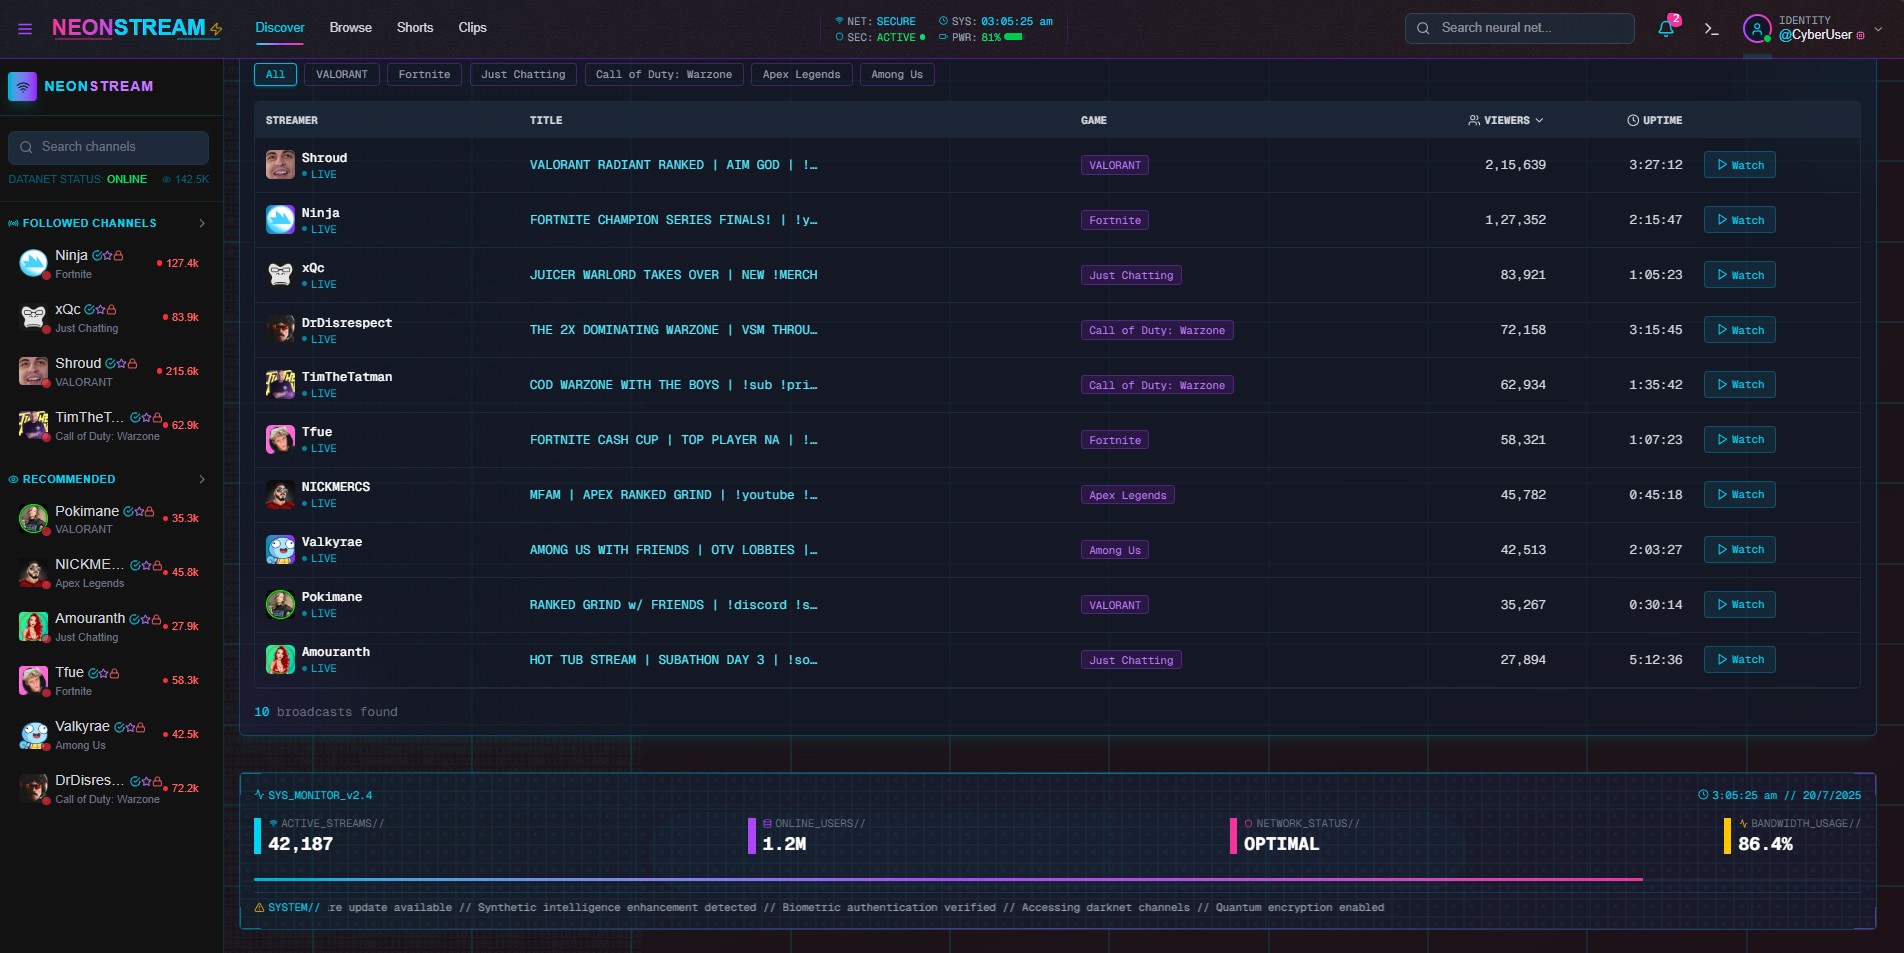 NEONSTREAM
Discover Browse Shorts Clips
NET: SECURE SYS: 03:05:25 am
SEC: ACTIVE PWR: 81%
Search neural net...
2
IDENTITY
@CyberUser
NEONSTREAM
Search channels
DATANET STATUS: ONLINE 142.5K
FOLLOWED CHANNELS
Ninja
Fortnite
127.4k
xQc
Just Chatting
83.9k
Shroud
VALORANT
215.6k
TimTheT...
Call of Duty: Warzone
62.9k
RECOMMENDED
Pokimane
VALORANT
35.3k
NICKME...
Apex Legends
45.8k
Amouranth
Just Chatting
27.9k
Tfue
Fortnite
58.3k
Valkyrae
Among Us
42.5k
DrDisres...
Call of Duty: Warzone
72.2k
All VALORANT Fortnite Just Chatting Call of Duty: Warzone Apex Legends Among Us
STREAMER TITLE GAME VIEWERS UPTIME
Shroud
LIVE
VALORANT RADIANT RANKED | AIM GOD | !… VALORANT 2,15,639 3:27:12 Watch
Ninja
LIVE
FORTNITE CHAMPION SERIES FINALS! | !y… Fortnite 1,27,352 2:15:47 Watch
xQc
LIVE
JUICER WARLORD TAKES OVER | NEW !MERCH Just Chatting 83,921 1:05:23 Watch
DrDisrespect
LIVE
THE 2X DOMINATING WARZONE | VSM THROU… Call of Duty: Warzone 72,158 3:15:45 Watch
TimTheTatman
LIVE
COD WARZONE WITH THE BOYS | !sub !pri… Call of Duty: Warzone 62,934 1:35:42 Watch
Tfue
LIVE
FORTNITE CASH CUP | TOP PLAYER NA | !… Fortnite 58,321 1:07:23 Watch
NICKMERCS
LIVE
MFAM | APEX RANKED GRIND | !youtube !… Apex Legends 45,782 0:45:18 Watch
Valkyrae
LIVE
AMONG US WITH FRIENDS | OTV LOBBIES |… Among Us 42,513 2:03:27 Watch
Pokimane
LIVE
RANKED GRIND w/ FRIENDS | !discord !s… VALORANT 35,267 0:30:14 Watch
Amouranth
LIVE
HOT TUB STREAM | SUBATHON DAY 3 | !so… Just Chatting 27,894 5:12:36 Watch
10 broadcasts found
SYS_MONITOR_v2.4 3:05:25 am // 20/7/2025
ACTIVE_STREAMS// ONLINE_USERS// NETWORK_STATUS// BANDWIDTH_USAGE//
42,187 1.2M OPTIMAL 86.4%
SYSTEM// re update available // Synthetic intelligence enhancement detected // Biometric authentication verified // Accessing darknet channels // Quantum encryption enabled